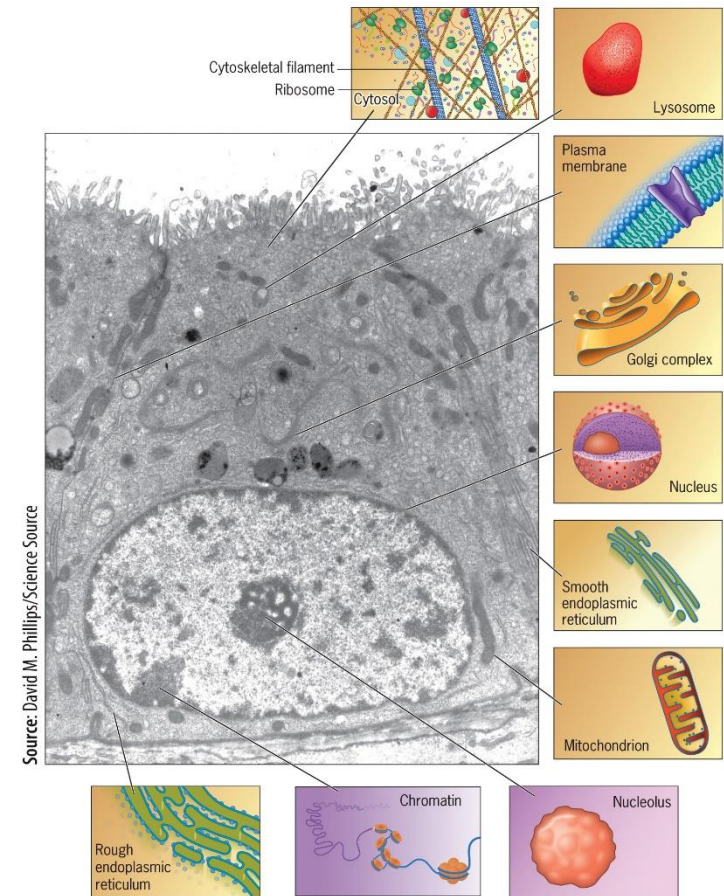 Cytoskeletal filament
Ribosome
Cytosol
Lysosome
Plasma
membrane
Golgi complex
Nucleus
Smooth
endoplasmic
reticulum
Mitochondrion
Source: David M. Phillips/Science Source
Rough
endoplasmic
reticulum
Chromatin
Nucleolus